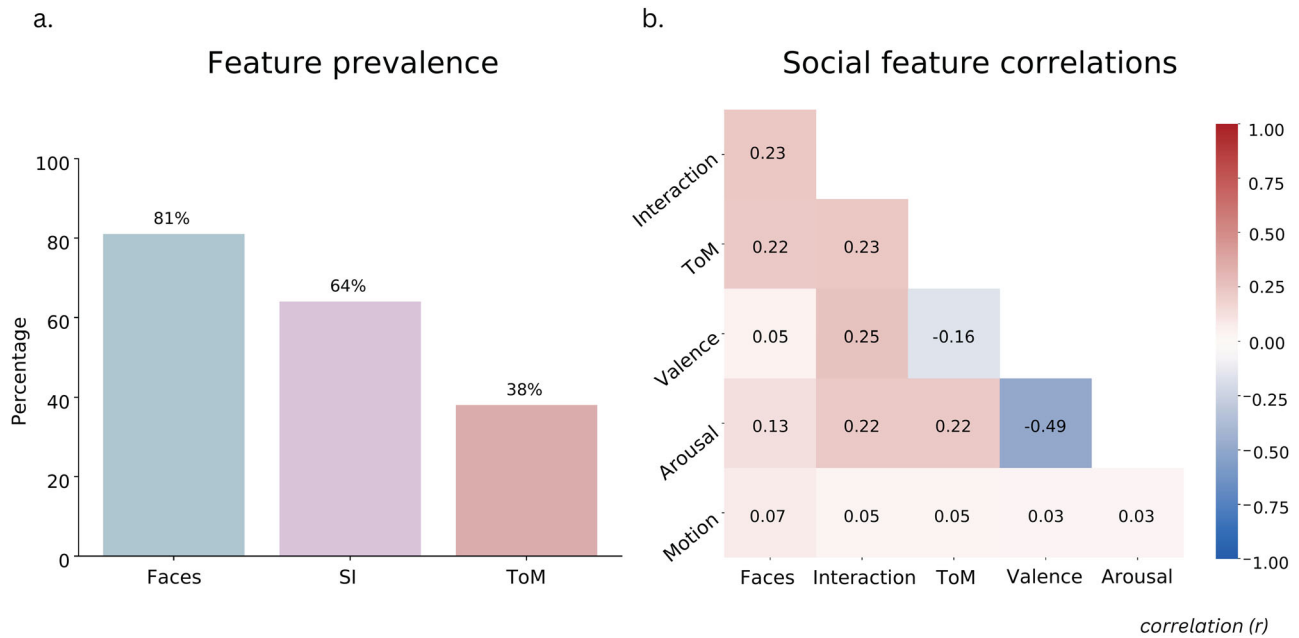 a.
Feature prevalence
Percentage
100
80
60
40
20
0
81%
64%
38%
Faces SI ToM
b.
Social feature correlations
Interaction 0.23
ToM 0.22 0.23
Valence 0.05 0.25 -0.16
Arousal 0.13 0.22 0.22 -0.49
Motion 0.07 0.05 0.05 0.03 0.03
Faces Interaction ToM Valence Arousal
1.00
0.75
0.50
0.25
0.00
−0.25
−0.50
−0.75
−1.00
correlation (r)